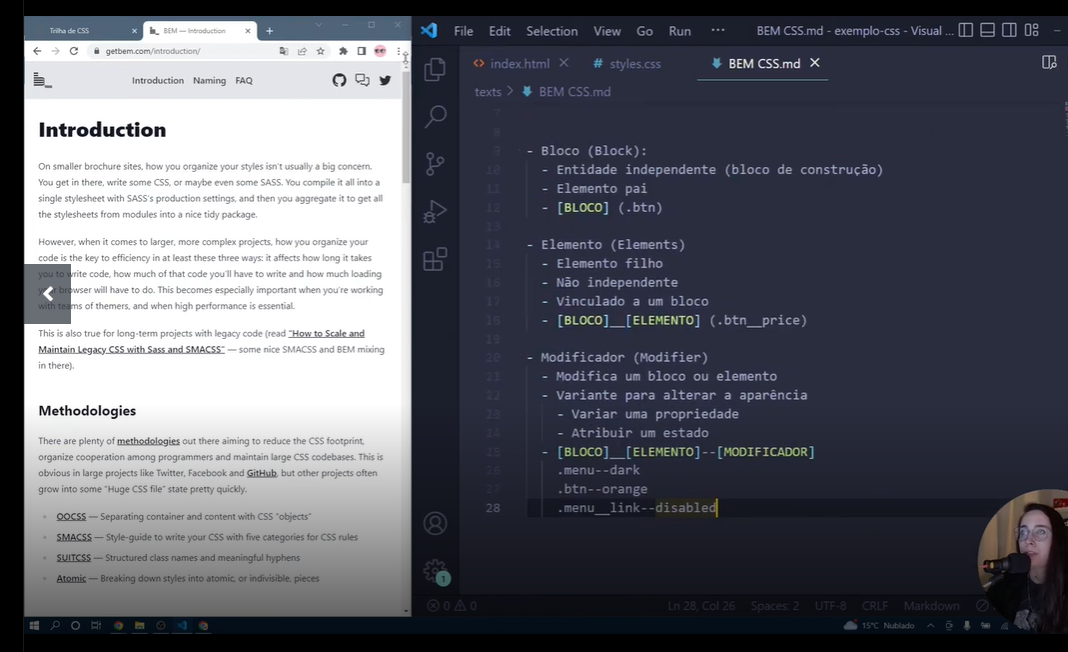 Trilha de CSS
BEM — Introduction
getbem.com/introduction/
Introduction Naming FAQ
Introduction
On smaller brochure sites, how you organize your styles isn't usually a big concern.
You get in there, write some CSS, or maybe even some SASS. You compile it all into a
single stylesheet with SASS's production settings, and then you aggregate it to get all
the stylesheets from modules into a nice tidy package.
However, when it comes to larger, more complex projects, how you organize your
code is the key to efficiency in at least these three ways: it affects how long it takes
you to write code, how much of that code you'll have to write and how much loading
your browser will have to do. This becomes especially important when you're working
with teams of themers, and when high performance is essential.
This is also true for long-term projects with legacy code (read "How to Scale and
Maintain Legacy CSS with Sass and SMACSS" — some nice SMACSS and BEM mixing
in there).
Methodologies
There are plenty of methodologies out there aiming to reduce the CSS footprint,
organize cooperation among programmers and maintain large CSS codebases. This is
obvious in large projects like Twitter, Facebook and GitHub, but other projects often
grow into some "Huge CSS file" state pretty quickly.
OOCSS — Separating container and content with CSS "objects"
SMACSS — Style-guide to write your CSS with five categories for CSS rules
SUITCSS — Structured class names and meaningful hyphens
Atomic — Breaking down styles into atomic, or indivisible, pieces
File Edit Selection View Go Run ··· BEM CSS.md - exemplo-css - Visual ...
index.html # styles.css BEM CSS.md
texts > BEM CSS.md
7
8
9 - Bloco (Block):
10 - Entidade independente (bloco de construção)
11 - Elemento pai
12 - [BLOCO] (.btn)
13
14 - Elemento (Elements)
15 - Elemento filho
16 - Não independente
17 - Vinculado a um bloco
18 - [BLOCO]__[ELEMENTO] (.btn__price)
19
20 - Modificador (Modifier)
21 - Modifica um bloco ou elemento
22 - Variante para alterar a aparência
23 - Variar uma propriedade
24 - Atribuir um estado
25 - [BLOCO]__[ELEMENTO]--[MODIFICADOR]
26 .menu--dark
27 .btn--orange
28 .menu__link--disabled
1
0 0 Ln 28, Col 26 Spaces: 2 UTF-8 CRLF Markdown
15°C Nublado